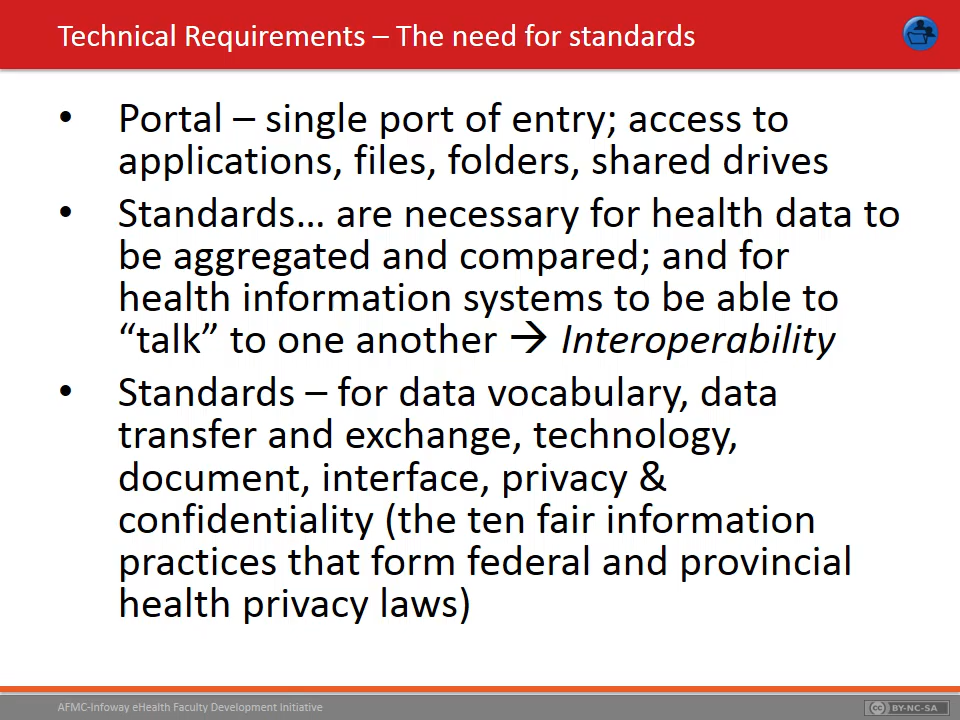 Technical Requirements – The need for standards
• Portal – single port of entry; access to
applications, files, folders, shared drives
• Standards… are necessary for health data to
be aggregated and compared; and for
health information systems to be able to
“talk” to one another → Interoperability
• Standards – for data vocabulary, data
transfer and exchange, technology,
document, interface, privacy &
confidentiality (the ten fair information
practices that form federal and provincial
health privacy laws)
AFMC-Infoway eHealth Faculty Development Initiative
cc BY-NC-SA